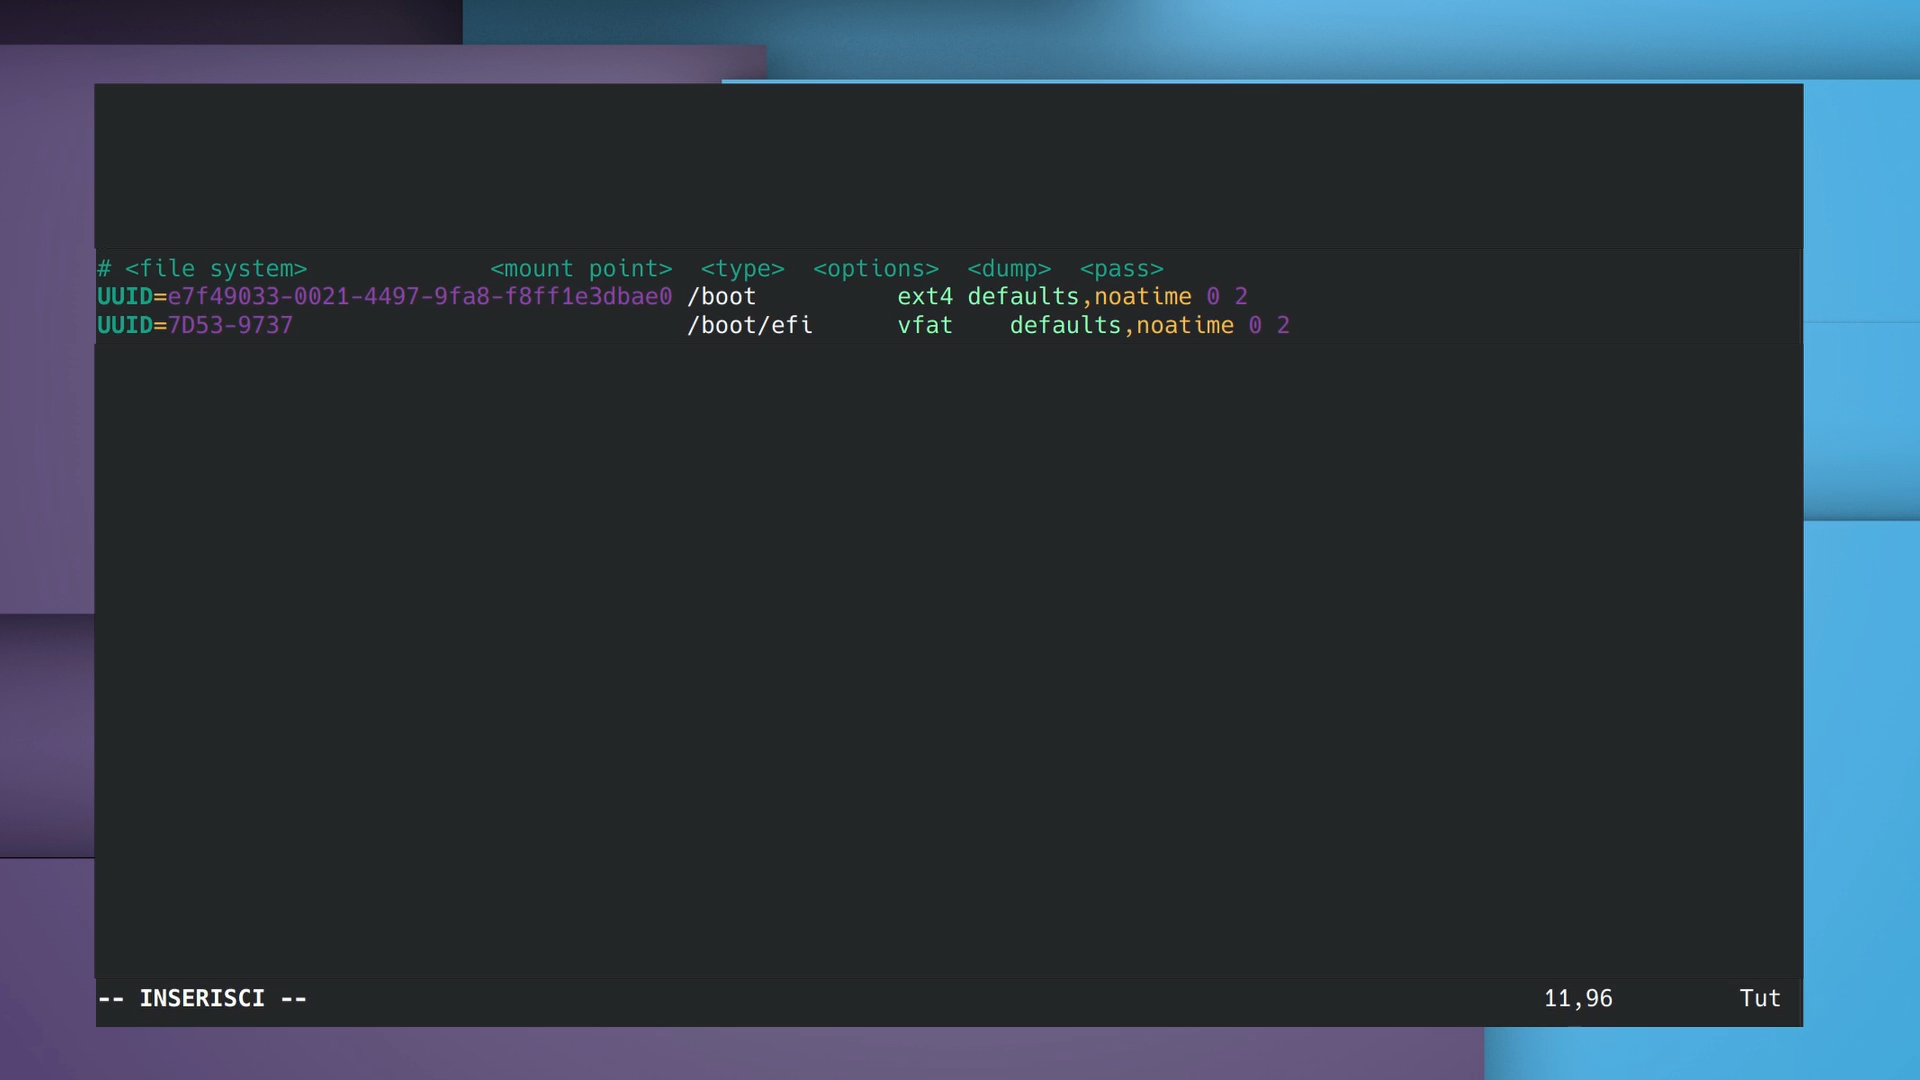 # <file system>             <mount point>  <type>  <options>  <dump>  <pass>
UUID=e7f49033-0021-4497-9fa8-f8ff1e3dbae0 /boot          ext4 defaults,noatime 0 2
UUID=7D53-9737                            /boot/efi      vfat    defaults,noatime 0 2
-- INSERISCI -- 11,96 Tut